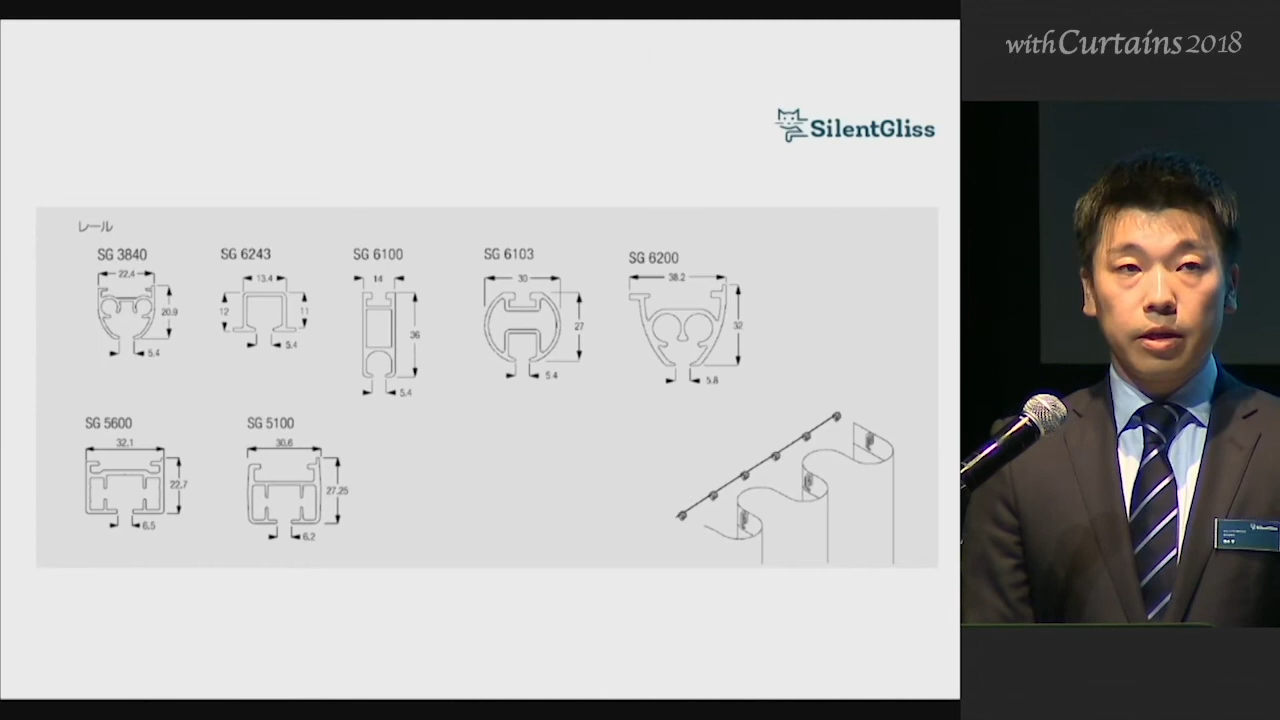 withCurtains2018
SilentGliss
レール
SG 3840
22.4
20.9
5.4
SG 6243
13.4
12
11
5.4
SG 6100
14
36
5.4
SG 6103
30
27
5.4
SG 6200
38.2
32
5.8
SG 5600
32.1
22.7
6.5
SG 5100
30.6
27.25
6.2
SilentGliss